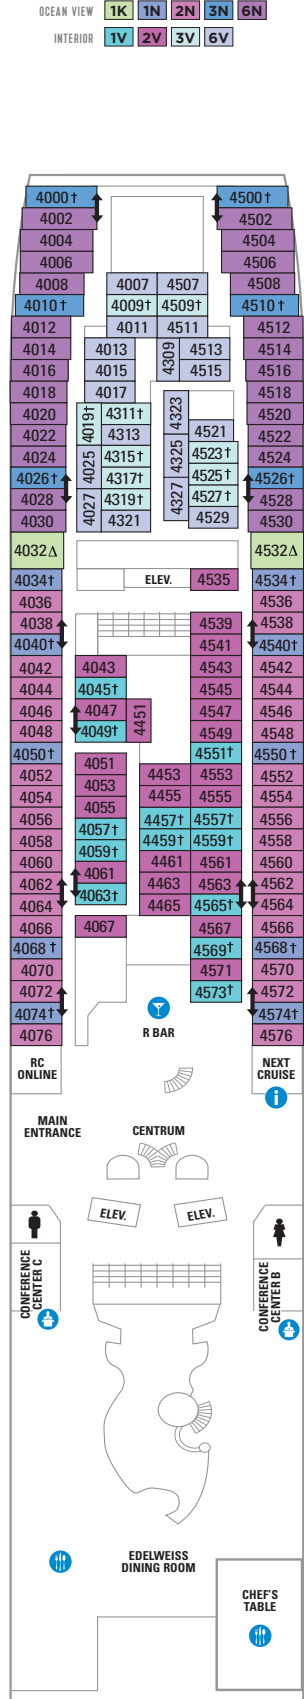 OCEAN VIEW 1K 1N 2N 3N 6N
INTERIOR 1V 2V 3V 6V
4000† 4500†
4002 4502
4004 4504
4006 4506
4008 4007 4507 4508
4010† 4009† 4509† 4510†
4012 4011 4511 4512
4014 4013 4309 4513 4514
4016 4015 4515 4516
4018 4017 4518
4020 4019† 4311† 4323 4520
4022 4313 4521 4522
4024 4025 4315† 4325 4523† 4524
4026† 4317† 4525† 4526†
4028 4027 4319† 4327 4527† 4528
4030 4321 4529 4530
4032∆ 4532∆
4034† ELEV. 4535 4534†
4036 4536
4038 4539 4538
4040† 4541 4540†
4042 4043 4543 4542
4044 4045† 4545 4544
4046 4047 4451 4547 4546
4048 4049† 4549 4548
4050† 4551† 4550†
4052 4051 4453 4553 4552
4054 4053 4455 4555 4554
4056 4055 4457† 4557† 4556
4058 4057† 4459† 4559† 4558
4060 4059† 4461 4561 4560
4062 4061 4463 4563 4562
4064 4063† 4465 4565† 4564
4066 4067 4567 4566
4068† 4569† 4568†
4070 4571 4570
4072 4573† 4572
4074† 4574†
4076 R BAR 4576
RC
ONLINE
NEXT
CRUISE
i
MAIN
ENTRANCE
CENTRUM
ELEV. ELEV.
CONFERENCE
CENTER C
CONFERENCE
CENTER B
EDELWEISS
DINING ROOM
CHEF'S
TABLE